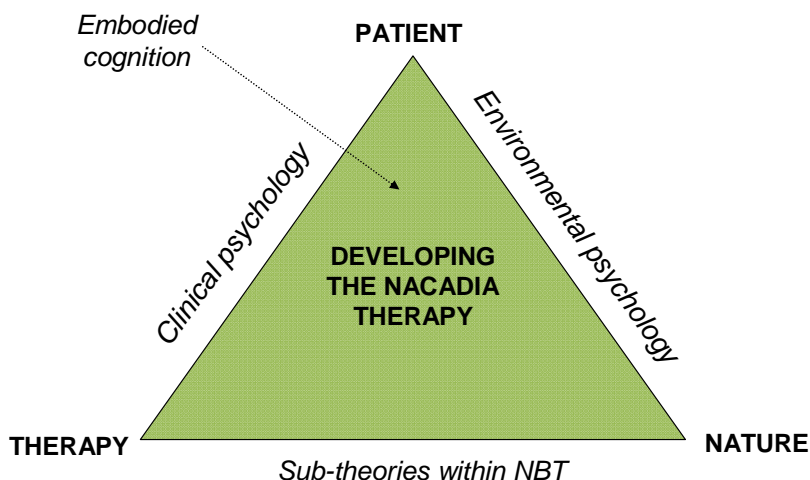 Embodied
cognition
PATIENT
Clinical psychology
Environmental psychology
DEVELOPING
THE NACADIA
THERAPY
THERAPY
NATURE
Sub-theories within NBT